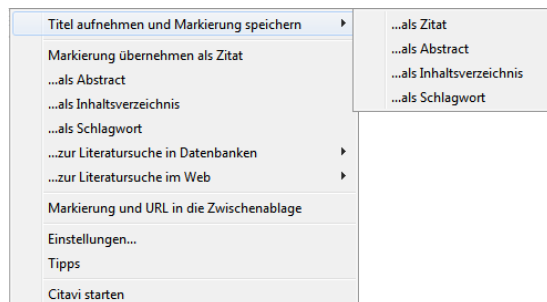 Titel aufnehmen und Markierung speichern
...als Zitat
...als Abstract
...als Inhaltsverzeichnis
...als Schlagwort
Markierung übernehmen als Zitat
...als Abstract
...als Inhaltsverzeichnis
...als Schlagwort
...zur Literatursuche in Datenbanken
...zur Literatursuche im Web
Markierung und URL in die Zwischenablage
Einstellungen...
Tipps
Citavi starten